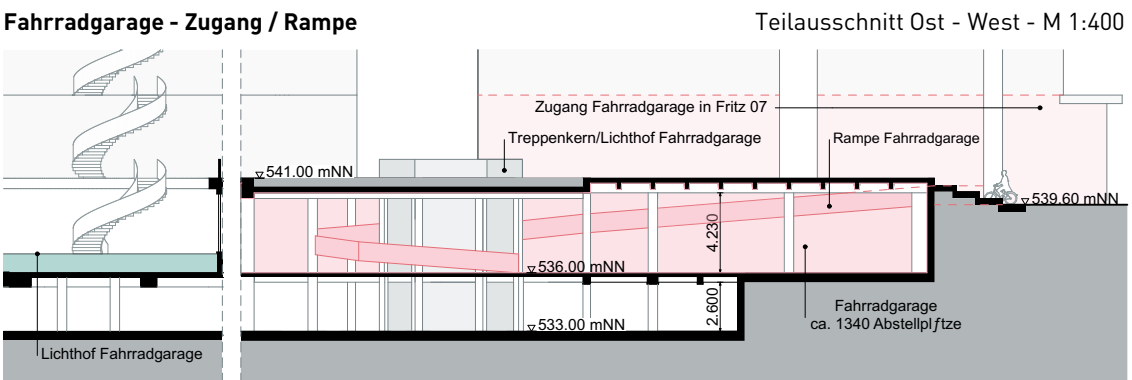 Fahrradgarage - Zugang / Rampe
Teilausschnitt Ost - West - M 1:400
Zugang Fahrradgarage in Fritz 07
Treppenkern/Lichthof Fahrradgarage
Rampe Fahrradgarage
541.00 mNN
539.60 mNN
4.230
536.00 mNN
2.600
Fahrradgarage
ca. 1340 Abstellplƒtze
533.00 mNN
Lichthof Fahrradgarage